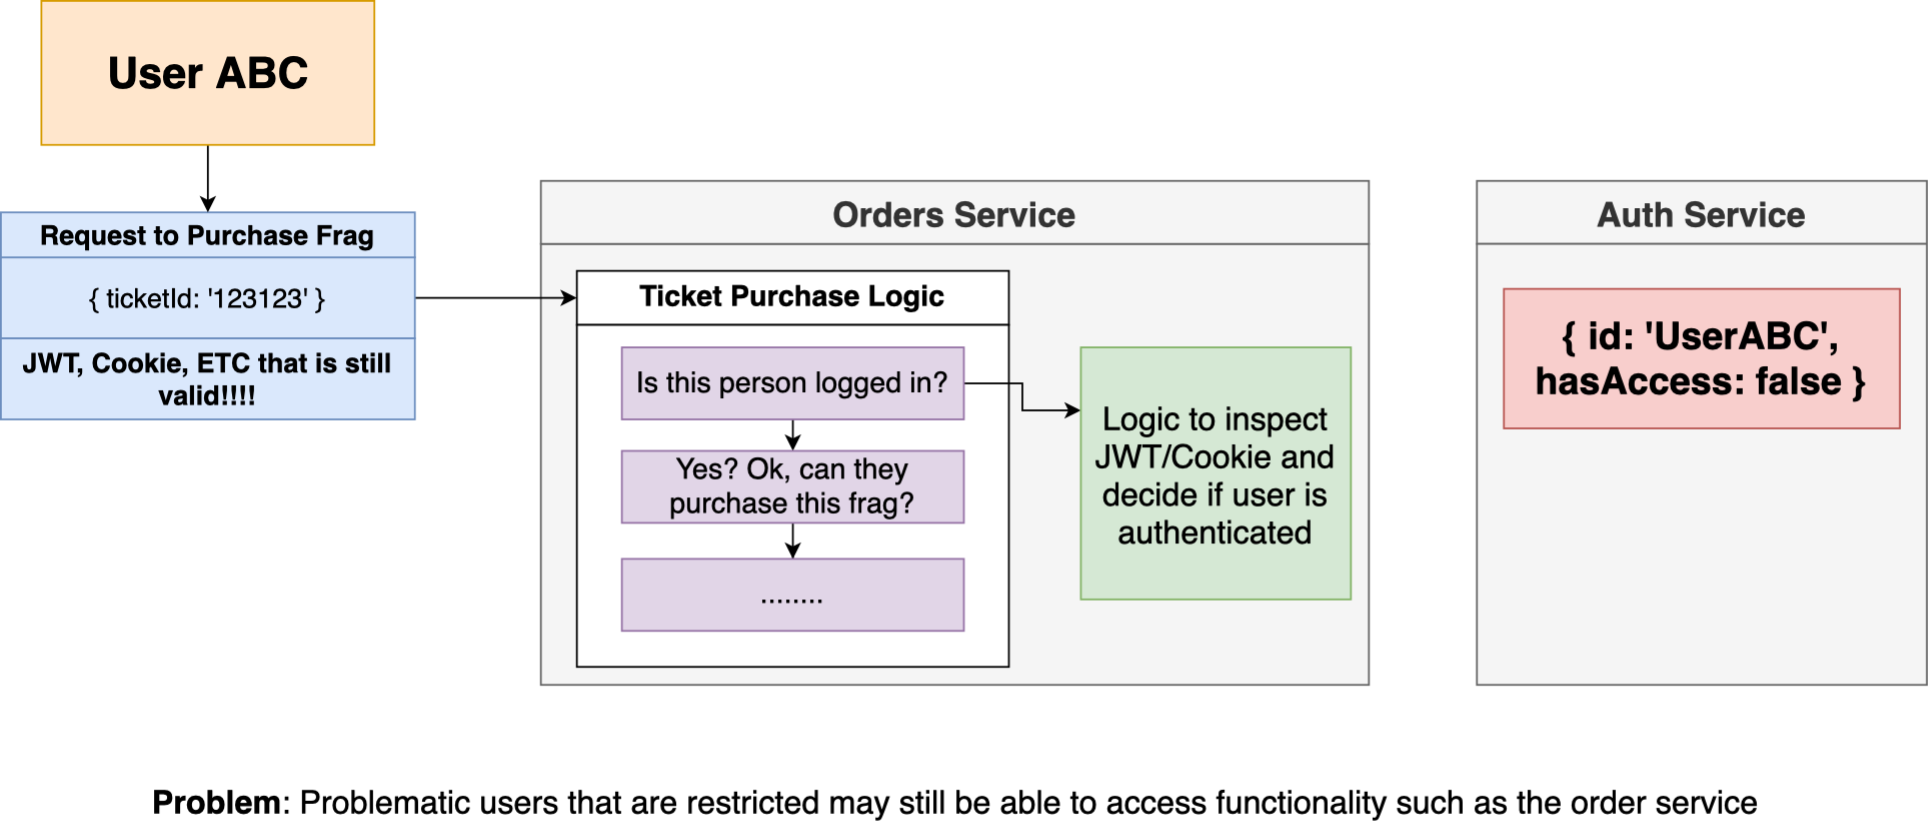 User ABC
Request to Purchase Frag
{ ticketId: '123123' }
JWT, Cookie, ETC that is still
valid!!!!
Orders Service
Ticket Purchase Logic
Is this person logged in?
Yes? Ok, can they
purchase this frag?
........
Logic to inspect
JWT/Cookie and
decide if user is
authenticated
Auth Service
{ id: 'UserABC',
hasAccess: false }
Problem: Problematic users that are restricted may still be able to access functionality such as the order service